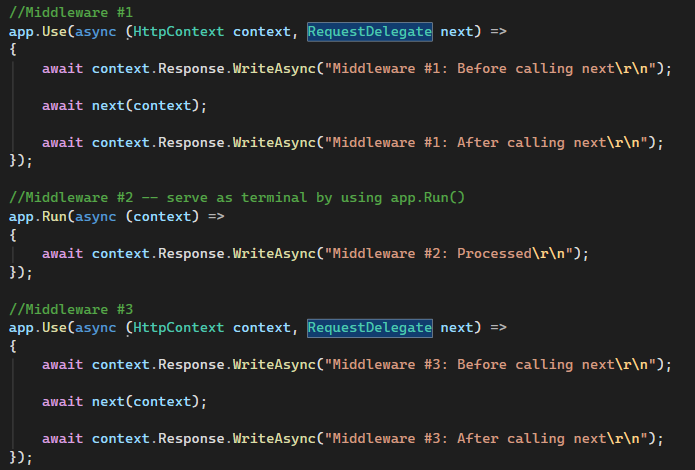 //Middleware #1
app.Use(async (HttpContext context, RequestDelegate next) =>
{
    await context.Response.WriteAsync("Middleware #1: Before calling next\r\n");
    await next(context);
    await context.Response.WriteAsync("Middleware #1: After calling next\r\n");
});
//Middleware #2 -- serve as terminal by using app.Run()
app.Run(async (context) =>
{
    await context.Response.WriteAsync("Middleware #2: Processed\r\n");
});
//Middleware #3
app.Use(async (HttpContext context, RequestDelegate next) =>
{
    await context.Response.WriteAsync("Middleware #3: Before calling next\r\n");
    await next(context);
    await context.Response.WriteAsync("Middleware #3: After calling next\r\n");
});